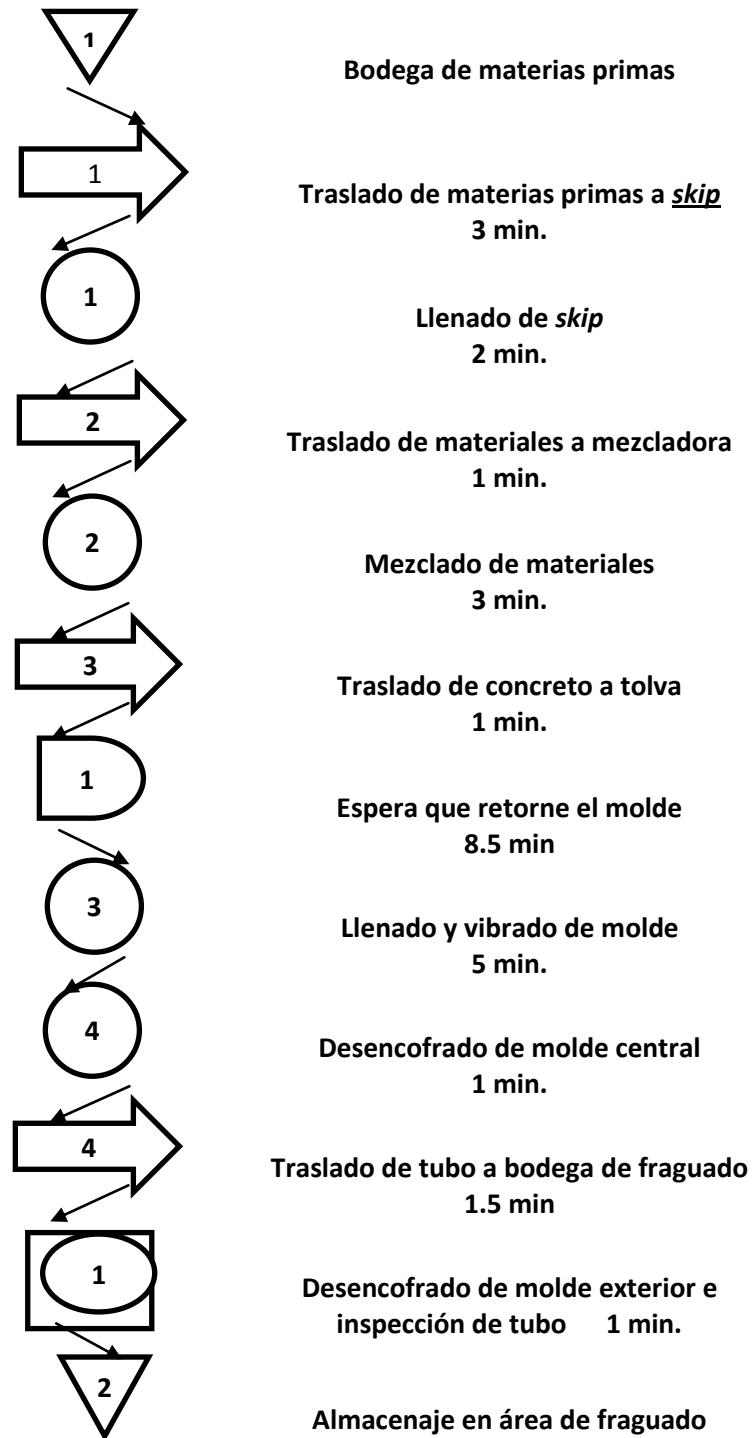 1
Bodega de materias primas
1
Traslado de materias primas a skip
3 min.
1
Llenado de skip
2 min.
2
Traslado de materiales a mezcladora
1 min.
2
Mezclado de materiales
3 min.
3
Traslado de concreto a tolva
1 min.
1
Espera que retorne el molde
8.5 min
3
Llenado y vibrado de molde
5 min.
4
Desencofrado de molde central
1 min.
4
Traslado de tubo a bodega de fraguado
1.5 min
1
Desencofrado de molde exterior e
inspección de tubo 1 min.
2
Almacenaje en área de fraguado